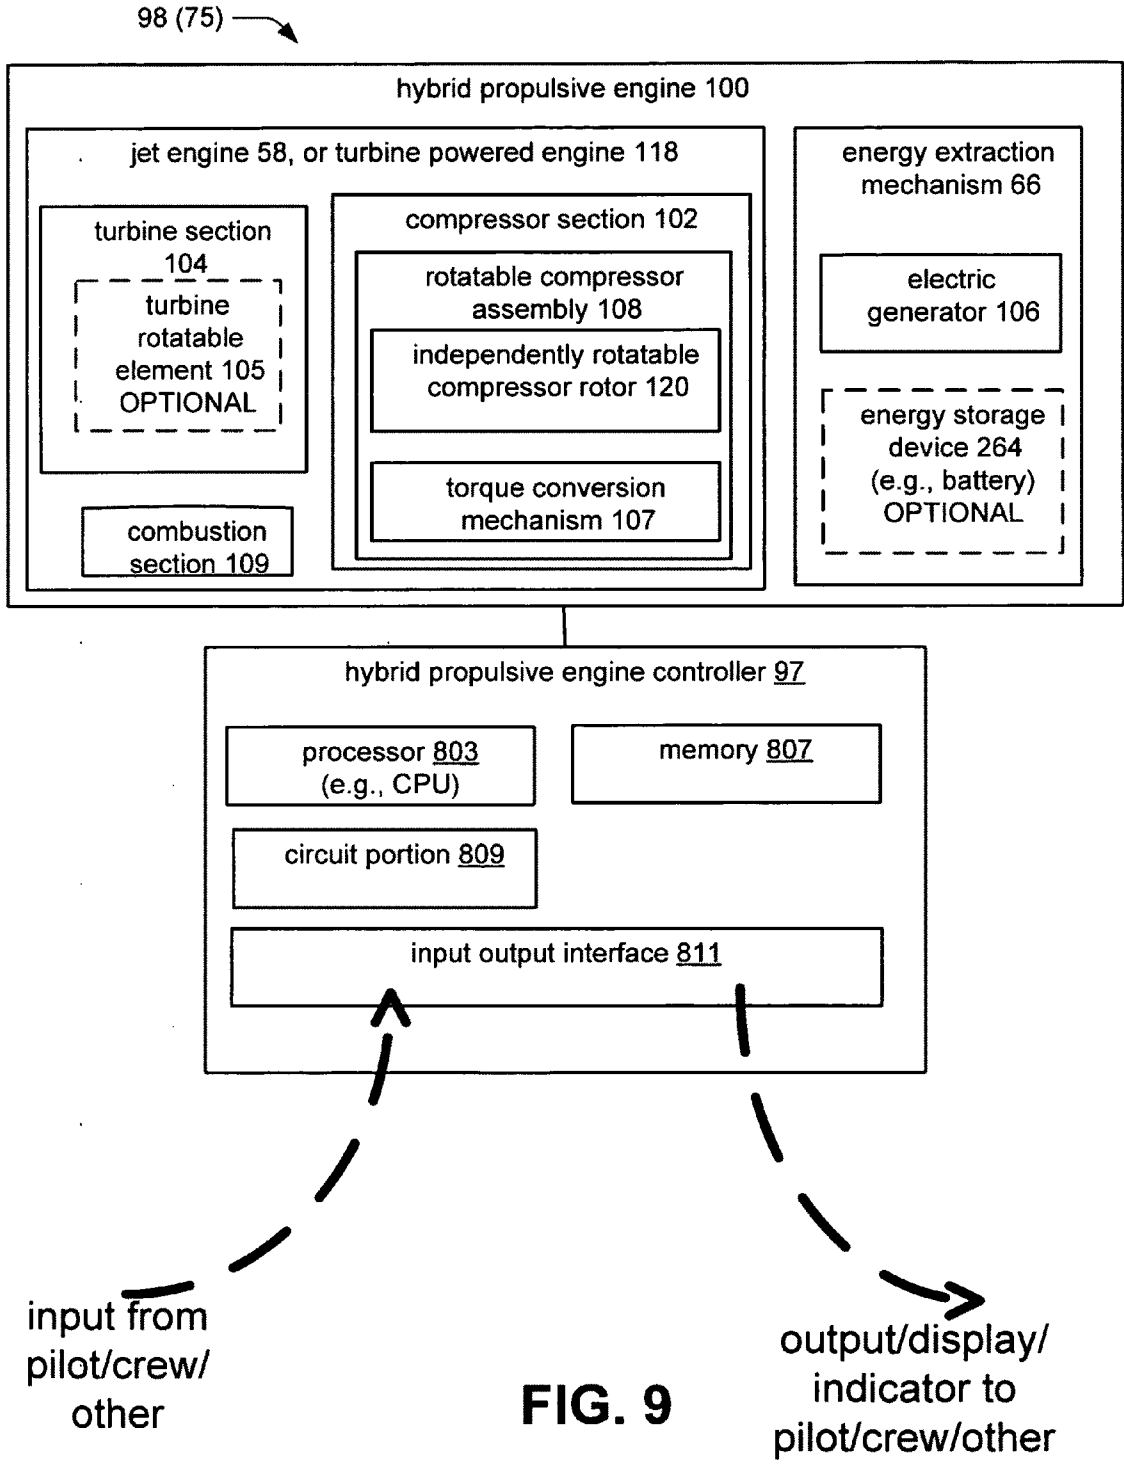 98 (75)
hybrid propulsive engine 100
jet engine 58, or turbine powered engine 118
turbine section
104
turbine
rotatable
element 105
OPTIONAL
combustion
section 109
compressor section 102
rotatable compressor
assembly 108
independently rotatable
compressor rotor 120
torque conversion
mechanism 107
energy extraction
mechanism 66
electric
generator 106
energy storage
device 264
(e.g., battery)
OPTIONAL
hybrid propulsive engine controller 97
processor 803
(e.g., CPU)
memory 807
circuit portion 809
input output interface 811
input from
pilot/crew/
other
output/display/
indicator to
pilot/crew/other
FIG. 9